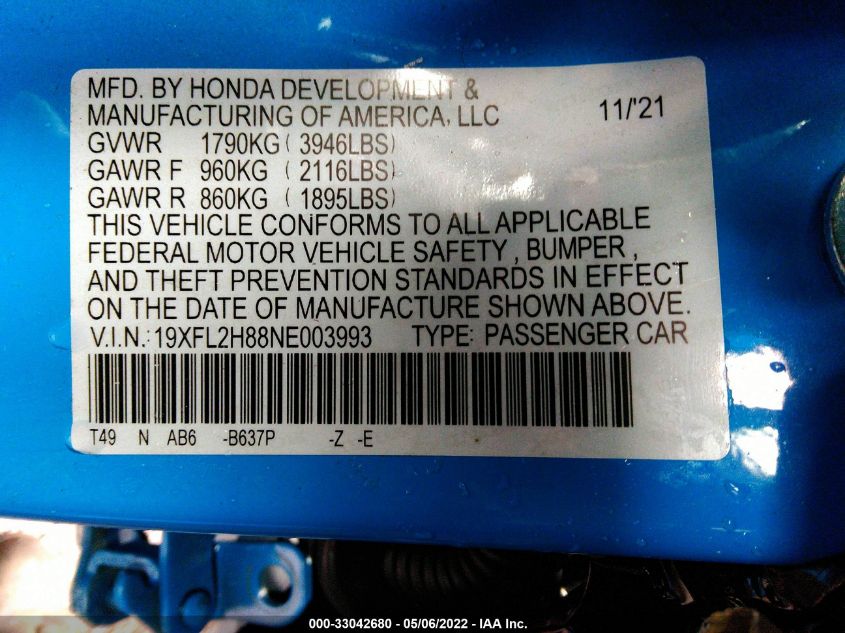 MFD. BY HONDA DEVELOPMENT &
MANUFACTURING OF AMERICA, LLC 11/'21
GVWR 1790KG ( 3946LBS)
GAWR F 960KG ( 2116LBS)
GAWR R 860KG ( 1895LBS)
THIS VEHICLE CONFORMS TO ALL APPLICABLE
FEDERAL MOTOR VEHICLE SAFETY , BUMPER ,
AND THEFT PREVENTION STANDARDS IN EFFECT
ON THE DATE OF MANUFACTURE SHOWN ABOVE.
V.I.N.: 19XFL2H88NE003993 TYPE: PASSENGER CAR
T49 N AB6 -B637P -Z -E
000-33042680 - 05/06/2022 - IAA Inc.